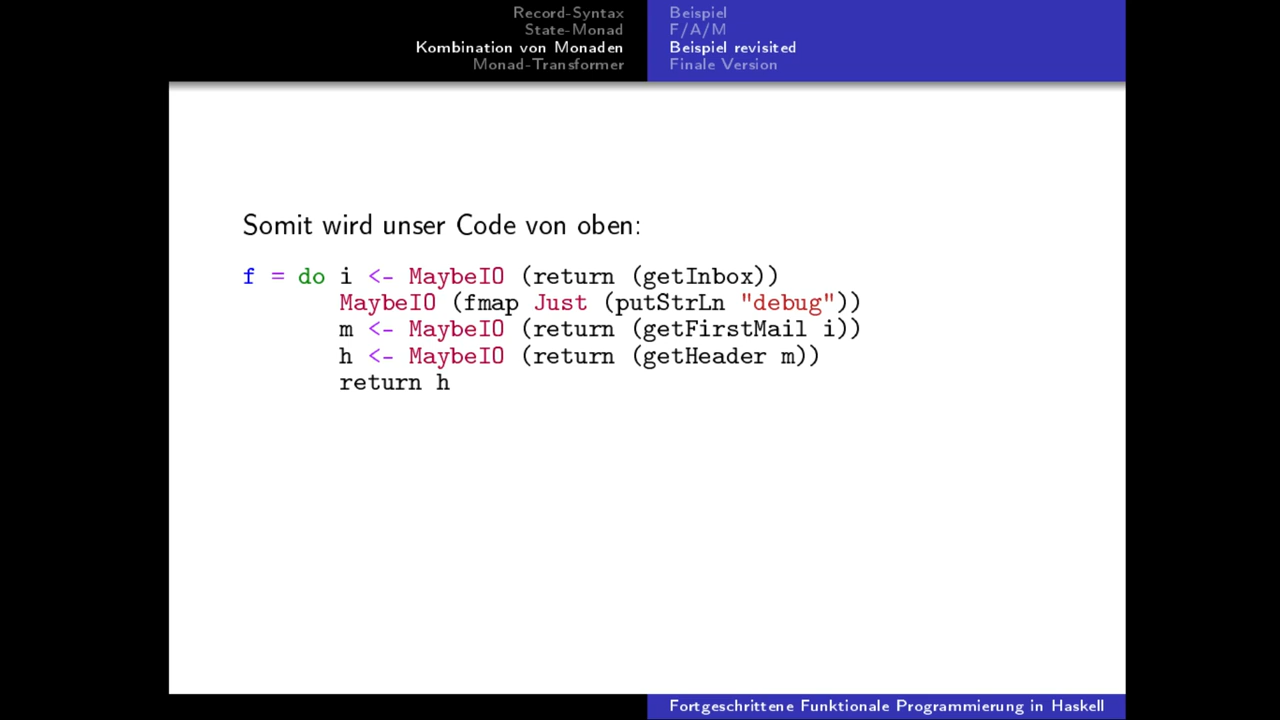 Record-Syntax
State-Monad
Kombination von Monaden
Monad-Transformer
Beispiel
F/A/M
Beispiel revisited
Finale Version
Somit wird unser Code von oben:
f = do i <- MaybeIO (return (getInbox))
MaybeIO (fmap Just (putStrLn "debug"))
m <- MaybeIO (return (getFirstMail i))
h <- MaybeIO (return (getHeader m))
return h
Fortgeschrittene Funktionale Programmierung in Haskell